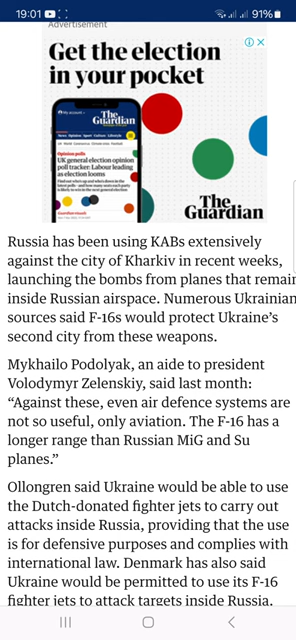 19:01
91%
Advertisement
Get the election
in your pocket
The
Guardian
Opinion polls
UK general election opinion
poll tracker: Labour leading
as election looms
The
Guardian
Russia has been using KABs extensively
against the city of Kharkiv in recent weeks,
launching the bombs from planes that remain
inside Russian airspace. Numerous Ukrainian
sources said F-16s would protect Ukraine’s
second city from these weapons.
Mykhailo Podolyak, an aide to president
Volodymyr Zelenskiy, said last month:
“Against these, even air defence systems are
not so useful, only aviation. The F-16 has a
longer range than Russian MiG and Su
planes.”
Ollongren said Ukraine would be able to use
the Dutch-donated fighter jets to carry out
attacks inside Russia, providing that the use
is for defensive purposes and complies with
international law. Denmark has also said
Ukraine would be permitted to use its F-16
fighter jets to attack targets inside Russia.